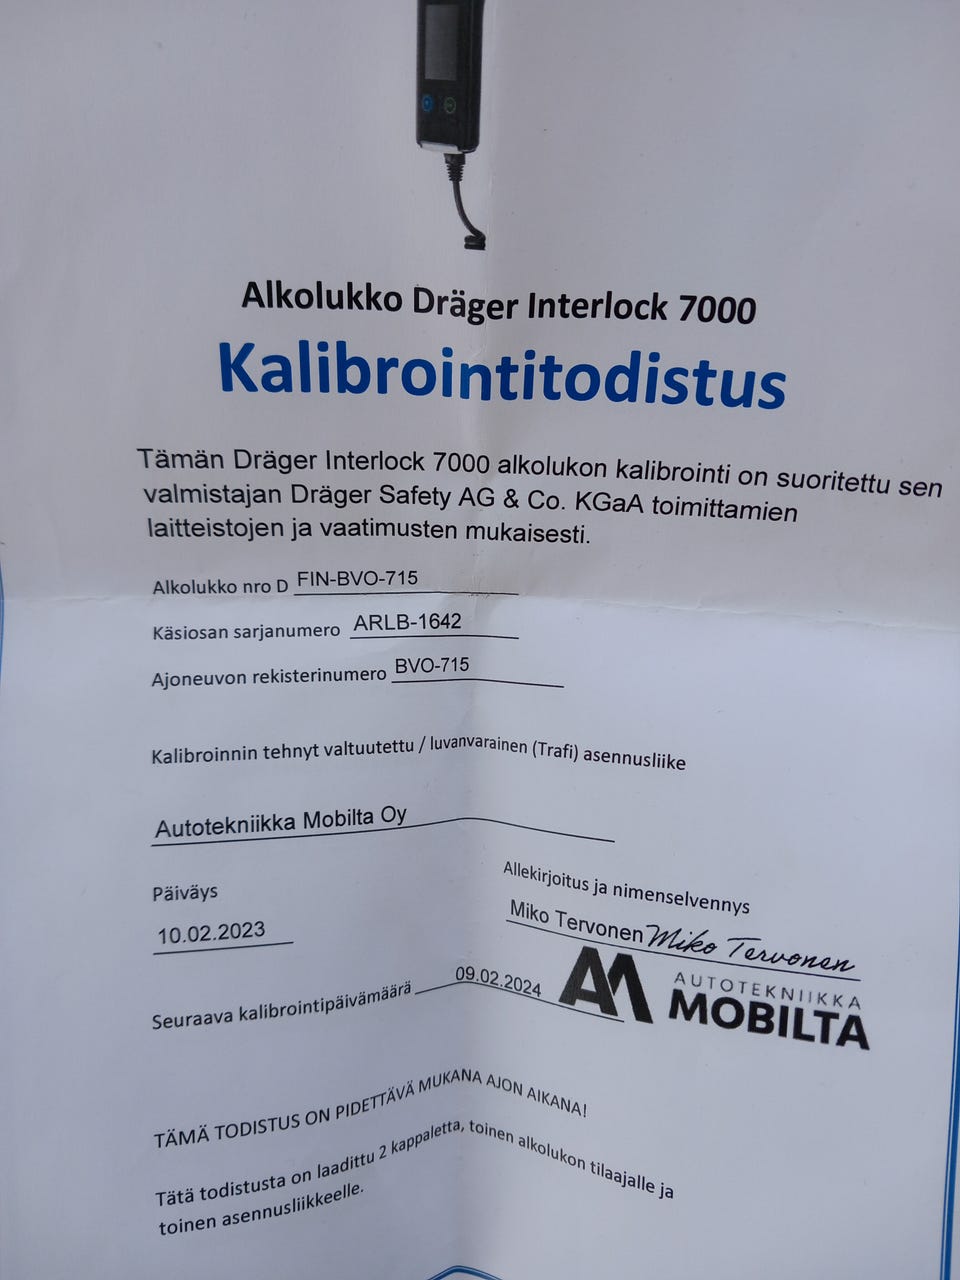 Alkolukko Dräger Interlock 7000
Kalibrointitodistus
Tämän Dräger Interlock 7000 alkolukon kalibrointi on suoritettu sen
valmistajan Dräger Safety AG & Co. KGaA toimittamien
laitteistojen ja vaatimusten mukaisesti.
Alkolukko nro D FIN-BVO-715
Käsiosan sarjanumero ARLB-1642
Ajoneuvon rekisterinumero BVO-715
Kalibroinnin tehnyt valtuutettu / luvanvarainen (Trafi) asennusliike
Autotekniikka Mobilta Oy
Päiväys
10.02.2023
Allekirjoitus ja nimenselvennys
Miko Tervonen Miko Tervonen
Seuraava kalibrointipäivämäärä 09.02.2024
AUTOTEKNIIKKA
MOBILTA
TÄMÄ TODISTUS ON PIDETTÄVÄ MUKANA AJON AIKANA!
Tätä todistusta on laadittu 2 kappaletta, toinen alkolukon tilaajalle ja
toinen asennusliikkeelle.